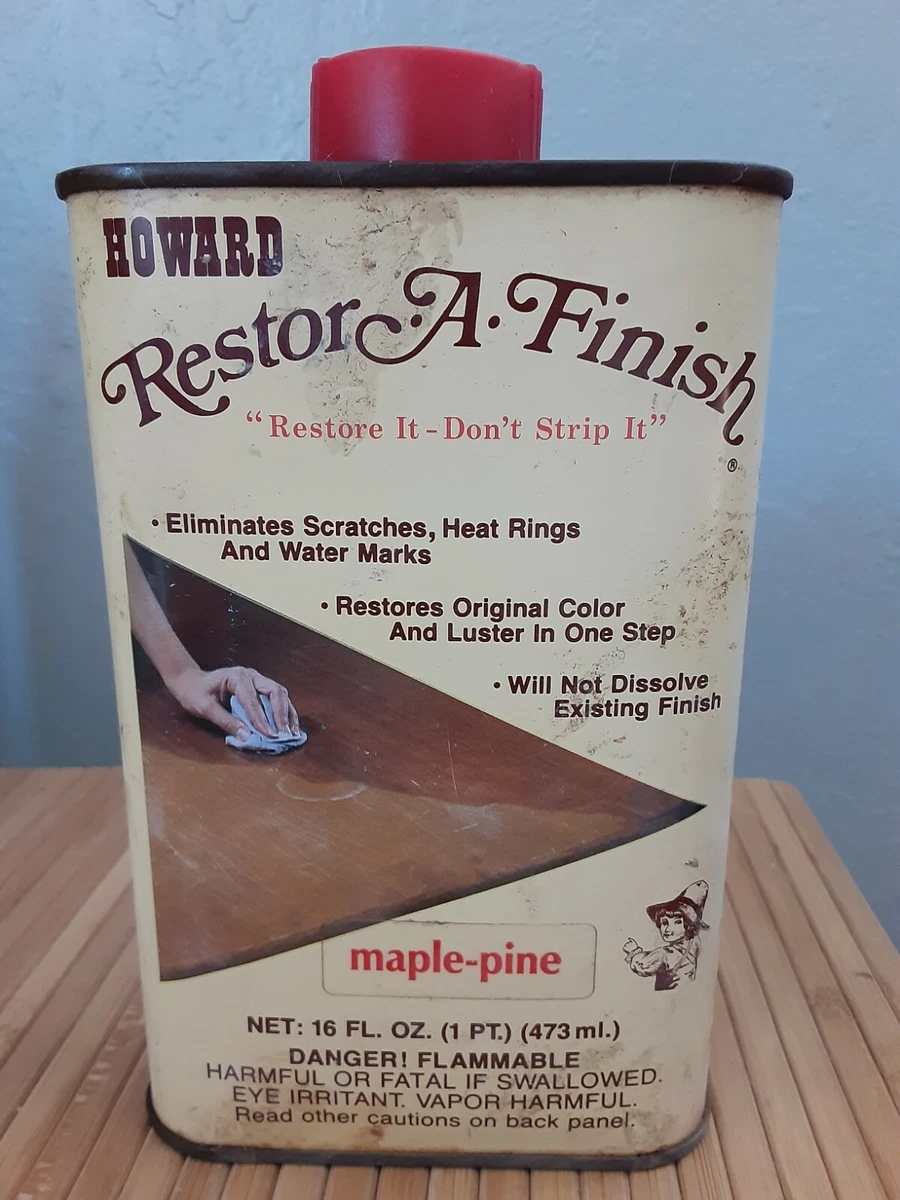 HOWARD
Restor·A·Finish
®
"Restore It-Don't Strip It"
• Eliminates Scratches, Heat Rings
And Water Marks
• Restores Original Color
And Luster In One Step
• Will Not Dissolve
Existing Finish
maple-pine
NET: 16 FL. OZ. (1 PT.) (473 ml.)
DANGER! FLAMMABLE
HARMFUL OR FATAL IF SWALLOWED.
EYE IRRITANT. VAPOR HARMFUL.
Read other cautions on back panel.